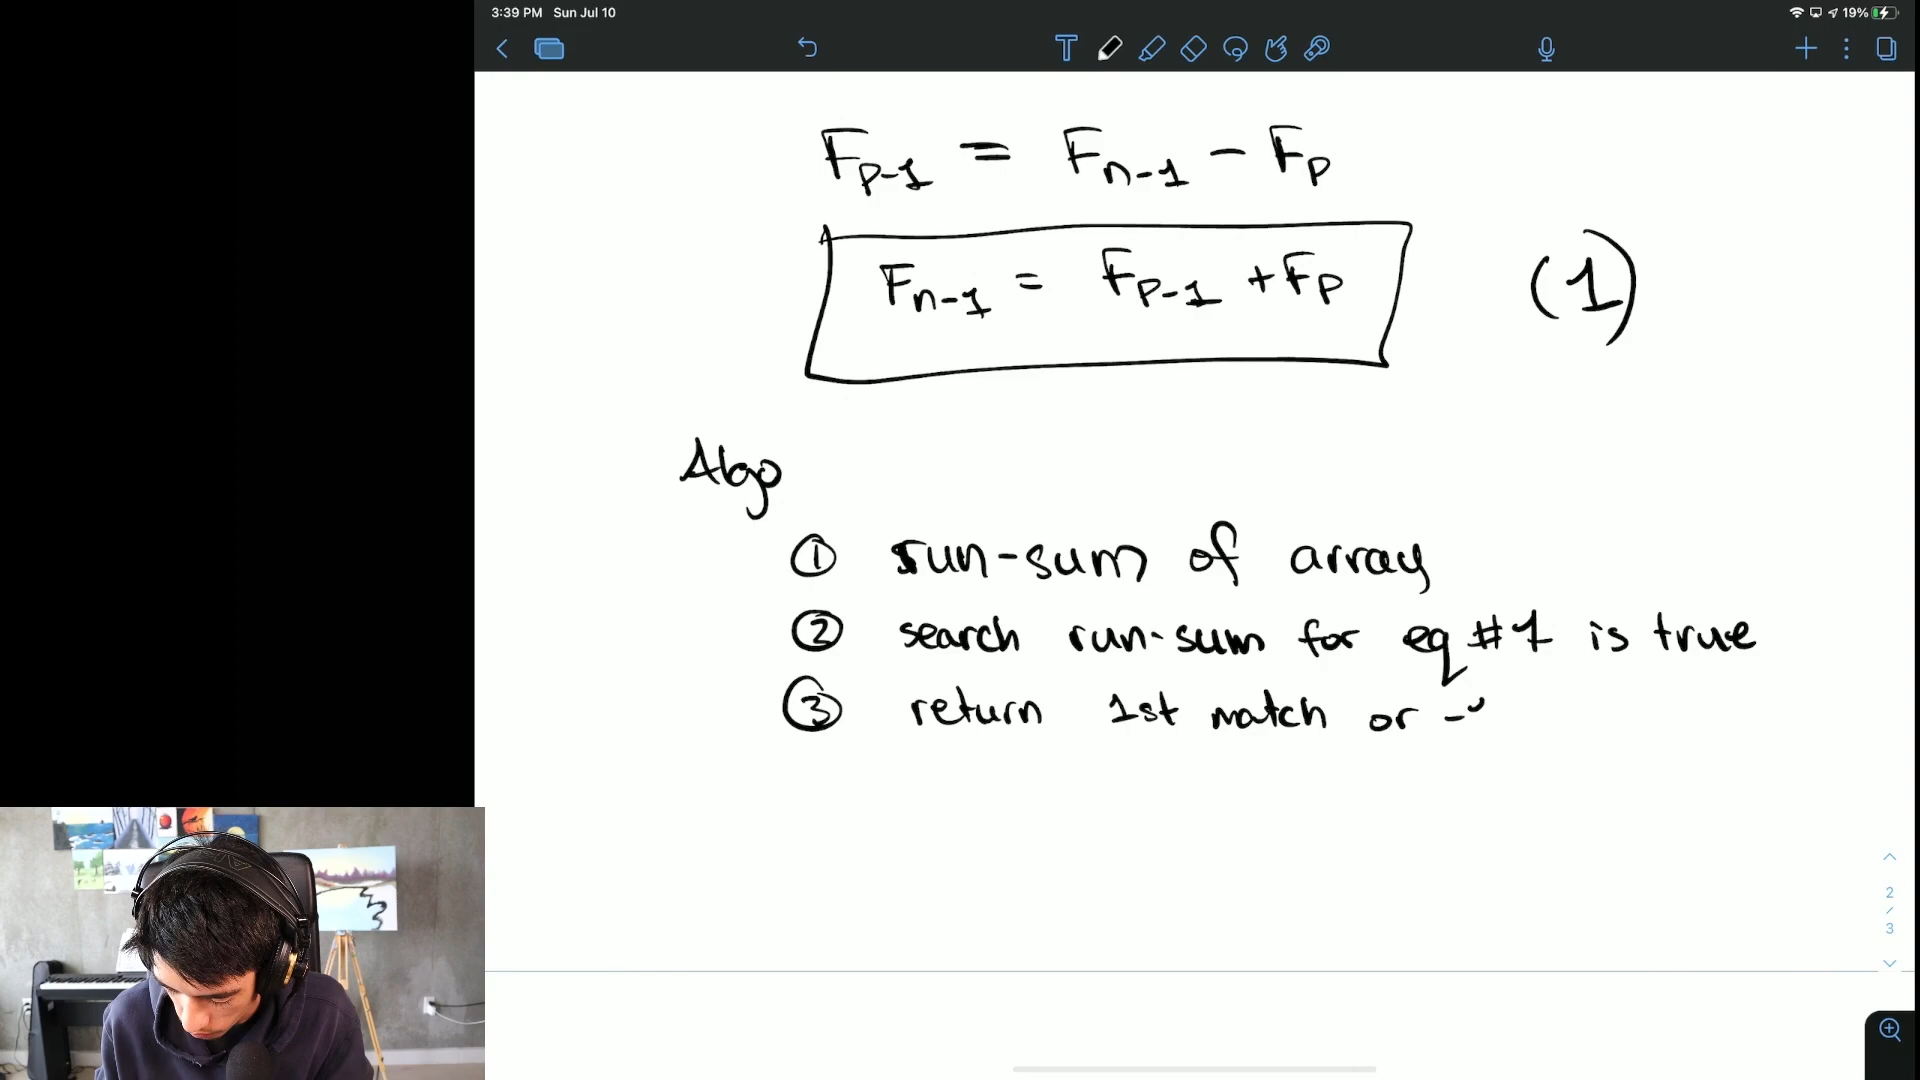 3:39 PM Sun Jul 10
19%
F_{p-1} = F_{n-1} - F_p
F_{n-1} = F_{p-1} + F_p (1)
Algo
① run-sum of array
② search run-sum for eq #1 is true
③ return 1st match or -
2
/
3